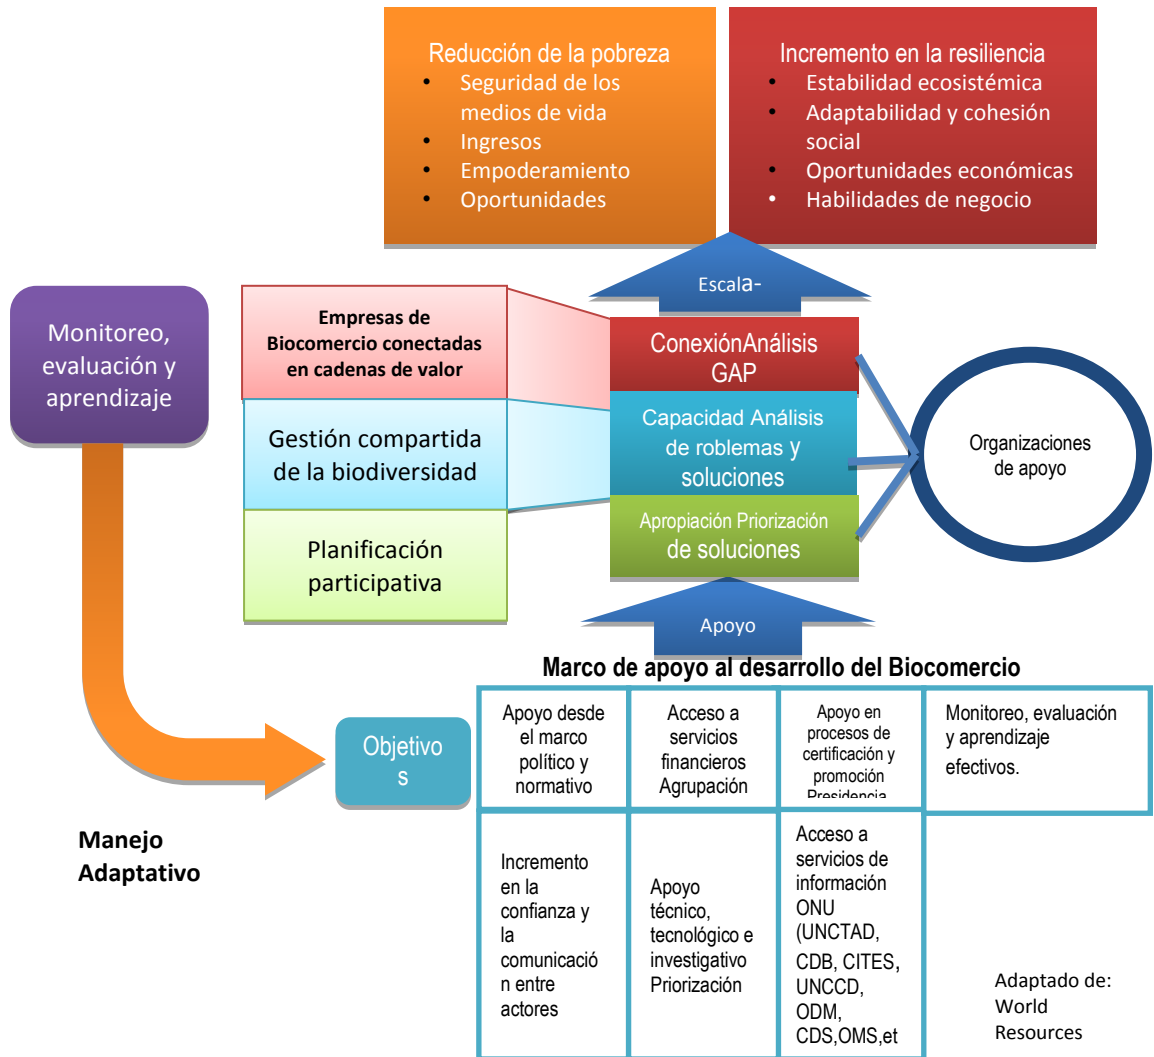 Reducción de la pobreza
• Seguridad de los
medios de vida
• Ingresos
• Empoderamiento
• Oportunidades
Incremento en la resiliencia
• Estabilidad ecosistémica
• Adaptabilidad y cohesión
social
• Oportunidades económicas
• Habilidades de negocio
Escala-
Monitoreo,
evaluación y
aprendizaje
Empresas de
Biocomercio conectadas
en cadenas de valor
Gestión compartida
de la biodiversidad
Planificación
participativa
ConexiónAnálisis
GAP
Capacidad Análisis
de roblemas y
soluciones
Apropiación Priorización
de soluciones
Organizaciones
de apoyo
Apoyo
Marco de apoyo al desarrollo del Biocomercio
Objetivo
s
Apoyo desde
el marco
político y
normativo
Acceso a
servicios
financieros
Agrupación
Apoyo en
procesos de
certificación y
promoción
Presidencia
Monitoreo, evaluación
y aprendizaje
efectivos.
Manejo
Adaptativo
Incremento
en la
confianza y
la
comunicació
n entre
actores
Apoyo
técnico,
tecnológico e
investigativo
Priorización
Acceso a
servicios de
información
ONU
(UNCTAD,
CDB, CITES,
UNCCD,
ODM,
CDS,OMS,et
Adaptado de:
World
Resources